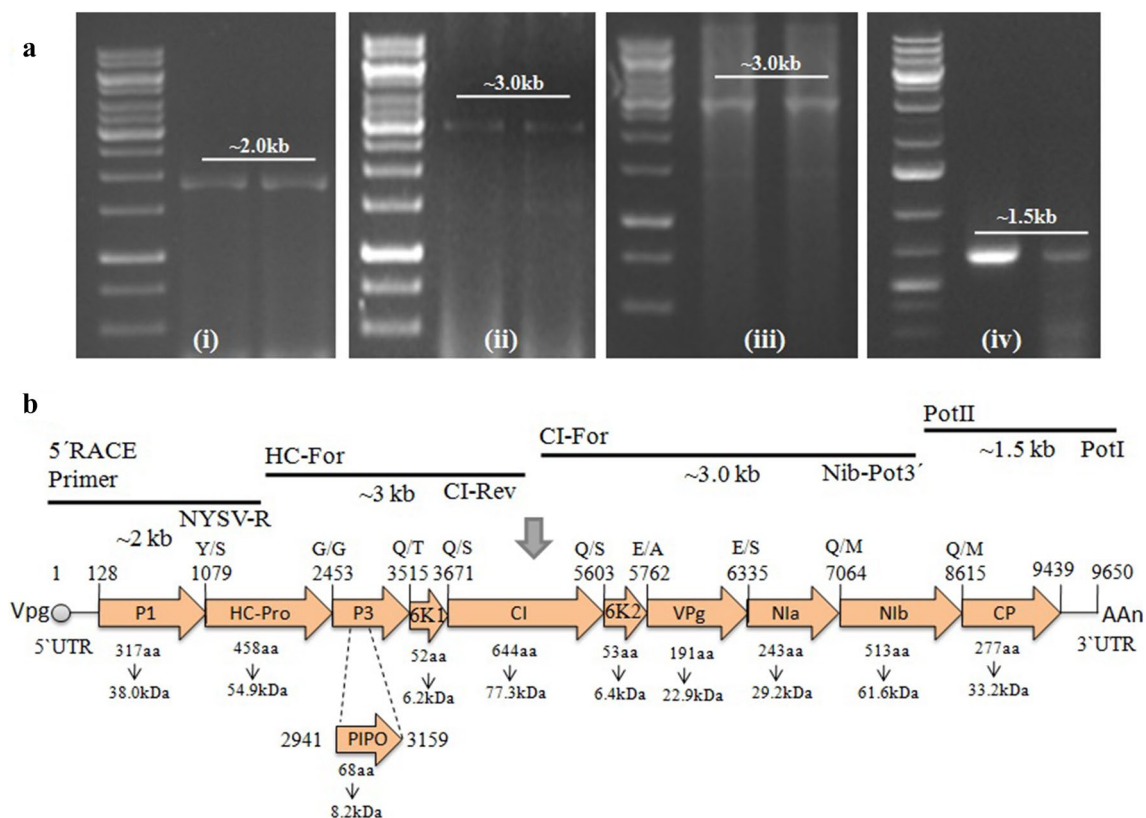 a
~2.0kb
(i)
~3.0kb
(ii)
~3.0kb
(iii)
~1.5kb
(iv)
b
5´RACE
Primer
~2 kb
NYSV-R
HC-For
~3 kb
CI-Rev
CI-For
~3.0 kb
Nib-Pot3´
PotII
~1.5 kb
PotI
Y/S G/G Q/T Q/S Q/S E/A E/S Q/M Q/M
1 128 1079 2453 3515 3671 5603 5762 6335 7064 8615 9439 9650
Vpg P1 HC-Pro P3 6K1 CI 6K2 VPg NIa NIb CP AAn
5`UTR 3`UTR
317aa 458aa 52aa 644aa 53aa 191aa 243aa 513aa 277aa
38.0kDa 54.9kDa 6.2kDa 77.3kDa 6.4kDa 22.9kDa 29.2kDa 61.6kDa 33.2kDa
2941 PIPO 3159
68aa
8.2kDa